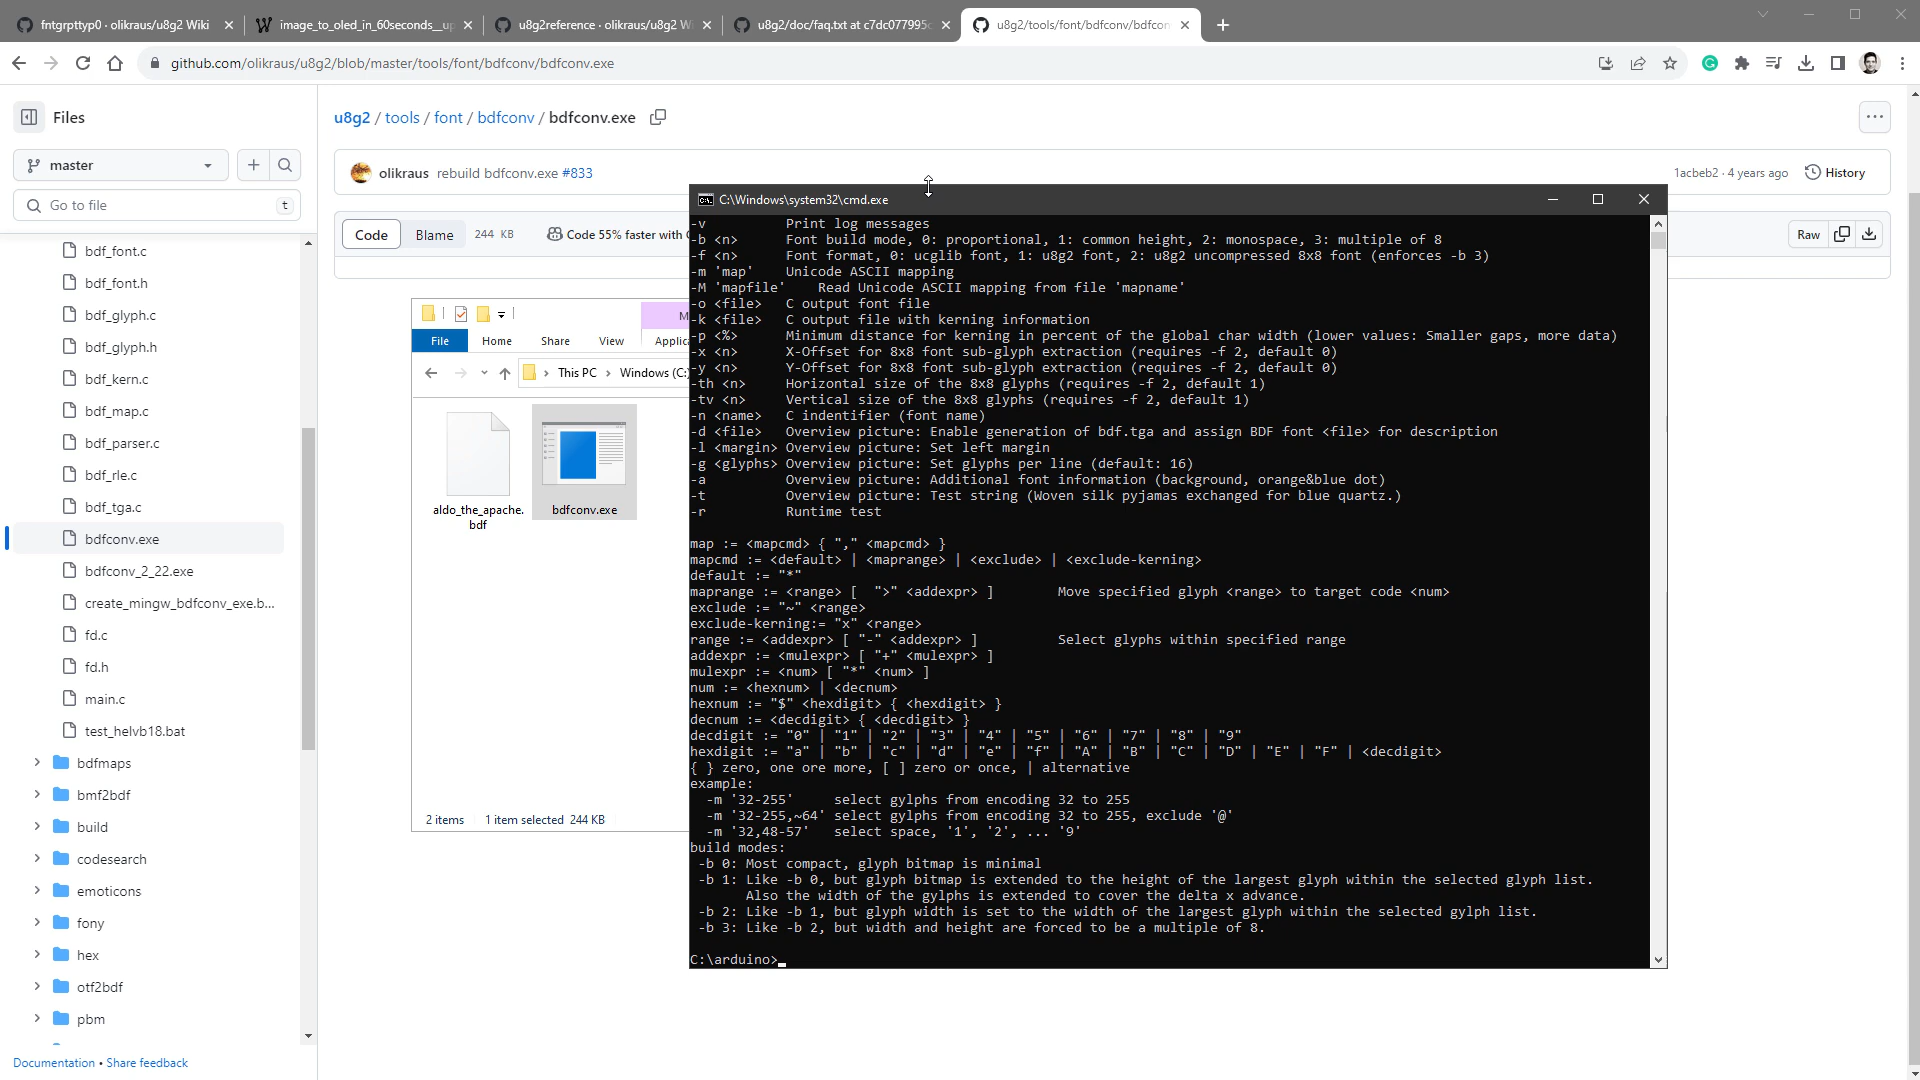 fntgrpttyp0 · olikraus/u8g2 Wiki
image_to_oled_in_60seconds__up
u8g2reference · olikraus/u8g2 Wi
u8g2/doc/faq.txt at c7dc077995c
u8g2/tools/font/bdfconv/bdfcon
github.com/olikraus/u8g2/blob/master/tools/font/bdfconv/bdfconv.exe
Files
u8g2 / tools / font / bdfconv / bdfconv.exe
master
olikraus rebuild bdfconv.exe #833
1acbeb2 · 4 years ago
History
Go to file
t
Code
Blame
244 KB
Code 55% faster with G
Raw
bdf_font.c
bdf_font.h
bdf_glyph.c
bdf_glyph.h
bdf_kern.c
bdf_map.c
bdf_parser.c
bdf_rle.c
bdf_tga.c
bdfconv.exe
bdfconv_2_22.exe
create_mingw_bdfconv_exe.b...
fd.c
fd.h
main.c
test_helvb18.bat
bdfmaps
bmf2bdf
build
codesearch
emoticons
fony
hex
otf2bdf
pbm
Documentation • Share feedback
M
File
Home
Share
View
Applic
This PC
Windows (C:)
aldo_the_apache.
bdf
bdfconv.exe
2 items
1 item selected 244 KB
C:\Windows\system32\cmd.exe
-v Print log messages
-b <n> Font build mode, 0: proportional, 1: common height, 2: monospace, 3: multiple of 8
-f <n> Font format, 0: ucglib font, 1: u8g2 font, 2: u8g2 uncompressed 8x8 font (enforces -b 3)
-m 'map' Unicode ASCII mapping
-M 'mapfile' Read Unicode ASCII mapping from file 'mapname'
-o <file> C output font file
-k <file> C output file with kerning information
-p <%> Minimum distance for kerning in percent of the global char width (lower values: Smaller gaps, more data)
-x <n> X-Offset for 8x8 font sub-glyph extraction (requires -f 2, default 0)
-y <n> Y-Offset for 8x8 font sub-glyph extraction (requires -f 2, default 0)
-th <n> Horizontal size of the 8x8 glyphs (requires -f 2, default 1)
-tv <n> Vertical size of the 8x8 glyphs (requires -f 2, default 1)
-n <name> C indentifier (font name)
-d <file> Overview picture: Enable generation of bdf.tga and assign BDF font <file> for description
-l <margin> Overview picture: Set left margin
-g <glyphs> Overview picture: Set glyphs per line (default: 16)
-a Overview picture: Additional font information (background, orange&blue dot)
-t Overview picture: Test string (Woven silk pyjamas exchanged for blue quartz.)
-r Runtime test
map := <mapcmd> { "," <mapcmd> }
mapcmd := <default> | <maprange> | <exclude> | <exclude-kerning>
default := "*"
maprange := <range> [ ">" <addexpr> ] Move specified glyph <range> to target code <num>
exclude := "~" <range>
exclude-kerning:= "x" <range>
range := <addexpr> [ "-" <addexpr> ] Select glyphs within specified range
addexpr := <mulexpr> [ "+" <mulexpr> ]
mulexpr := <num> [ "*" <num> ]
num := <hexnum> | <decnum>
hexnum := "$" <hexdigit> { <hexdigit> }
decnum := <decdigit> { <decdigit> }
decdigit := "0" | "1" | "2" | "3" | "4" | "5" | "6" | "7" | "8" | "9"
hexdigit := "a" | "b" | "c" | "d" | "e" | "f" | "A" | "B" | "C" | "D" | "E" | "F" | <decdigit>
{ } zero, one ore more, [ ] zero or once, | alternative
example:
-m '32-255' select gylphs from encoding 32 to 255
-m '32-255,~64' select gylphs from encoding 32 to 255, exclude '@'
-m '32,48-57' select space, '1', '2', ... '9'
build modes:
-b 0: Most compact, glyph bitmap is minimal
-b 1: Like -b 0, but glyph bitmap is extended to the height of the largest glyph within the selected glyph list.
Also the width of the gylphs is extended to cover the delta x advance.
-b 2: Like -b 1, but glyph width is set to the width of the largest glyph within the selected gylph list.
-b 3: Like -b 2, but width and height are forced to be a multiple of 8.
C:\arduino>_